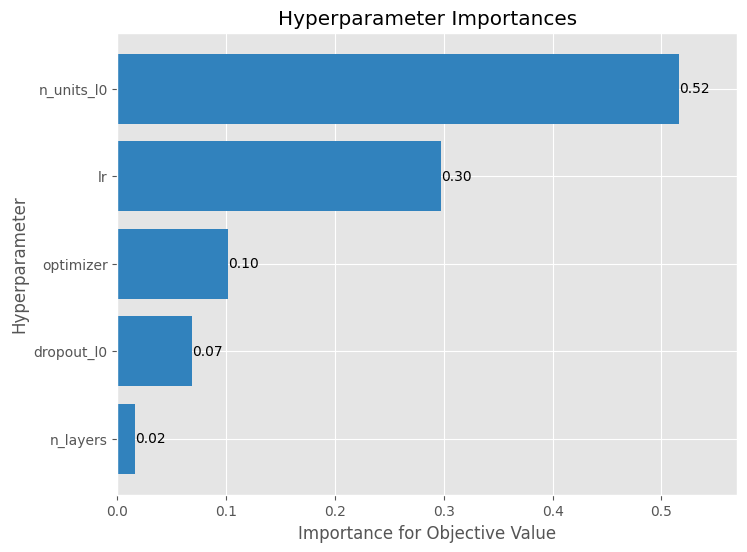 Hyperparameter Importances
Hyperparameter
n_units_l0
0.52
lr
0.30
optimizer
0.10
dropout_l0
0.07
n_layers
0.02
0.0 0.1 0.2 0.3 0.4 0.5
Importance for Objective Value